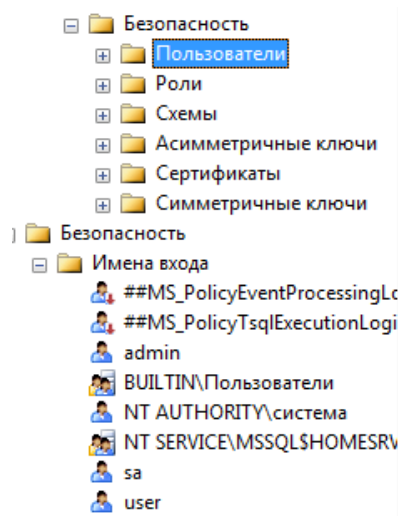 Безопасность
Пользователи
Роли
Схемы
Асимметричные ключи
Сертификаты
Симметричные ключи
Безопасность
Имена входа
##MS_PolicyEventProcessingLo
##MS_PolicyTsqlExecutionLogi
admin
BUILTIN\Пользователи
NT AUTHORITY\система
NT SERVICE\MSSQL$HOMESRV
sa
user